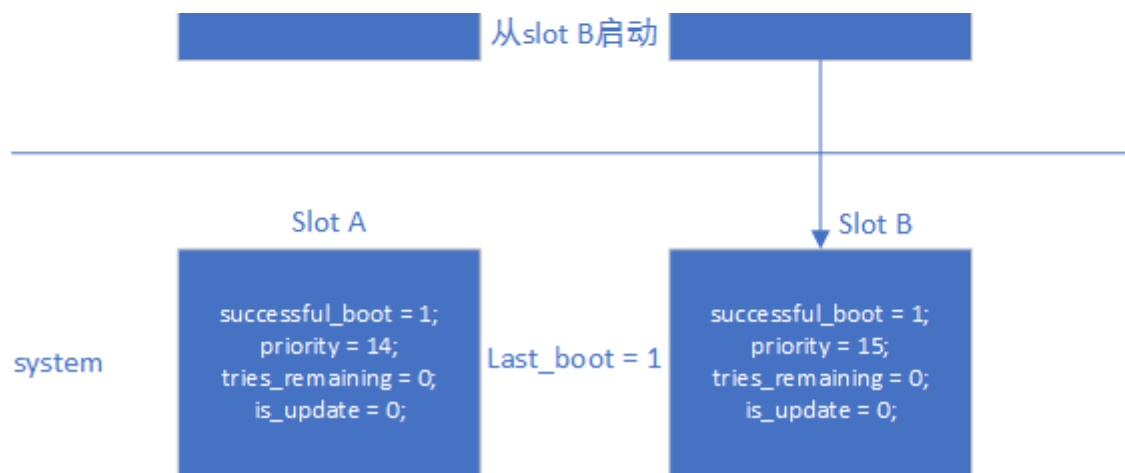 从slot B启动
Slot A
Slot B
system
successful_boot = 1;
priority = 14;
tries_remaining = 0;
is_update = 0;
Last_boot = 1
successful_boot = 1;
priority = 15;
tries_remaining = 0;
is_update = 0;